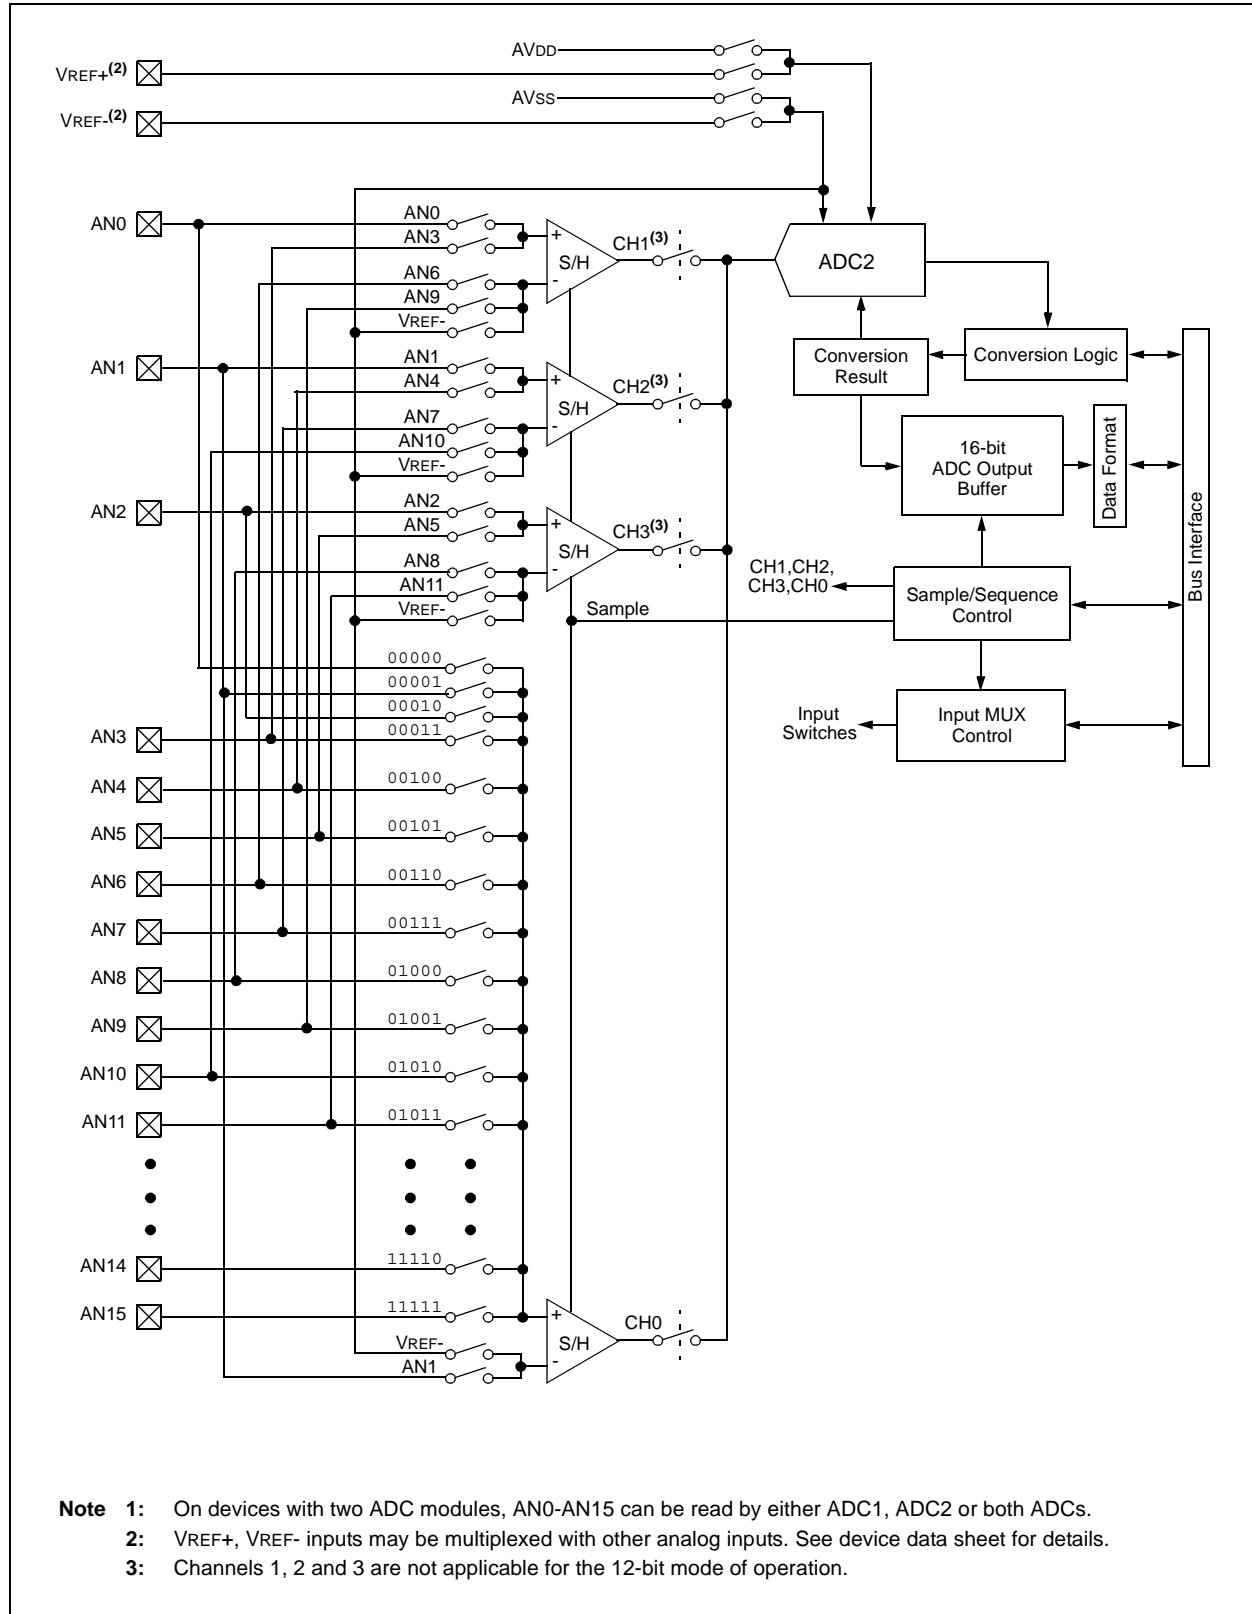 AVDD
VREF+(2)
AVSS
VREF-(2)
AN0
AN0
AN3
+
S/H
-
CH1(3)
ADC2
AN6
AN9
VREF-
AN1
AN1
AN4
+
S/H
-
CH2(3)
Conversion
Result
Conversion Logic
AN7
AN10
VREF-
16-bit
ADC Output
Buffer
Data Format
Bus Interface
AN2
AN2
AN5
+
S/H
-
CH3(3)
AN8
AN11
VREF-
CH1,CH2,
CH3,CH0
Sample/Sequence
Control
Sample
00000
00001
00010
AN3
00011
Input
Switches
Input MUX
Control
AN4
00100
AN5
00101
AN6
00110
AN7
00111
AN8
01000
AN9
01001
AN10
01010
AN11
01011
AN14
11110
AN15
11111
+
S/H
-
CH0
VREF-
AN1
Note 1: On devices with two ADC modules, AN0-AN15 can be read by either ADC1, ADC2 or both ADCs.
2: VREF+, VREF- inputs may be multiplexed with other analog inputs. See device data sheet for details.
3: Channels 1, 2 and 3 are not applicable for the 12-bit mode of operation.